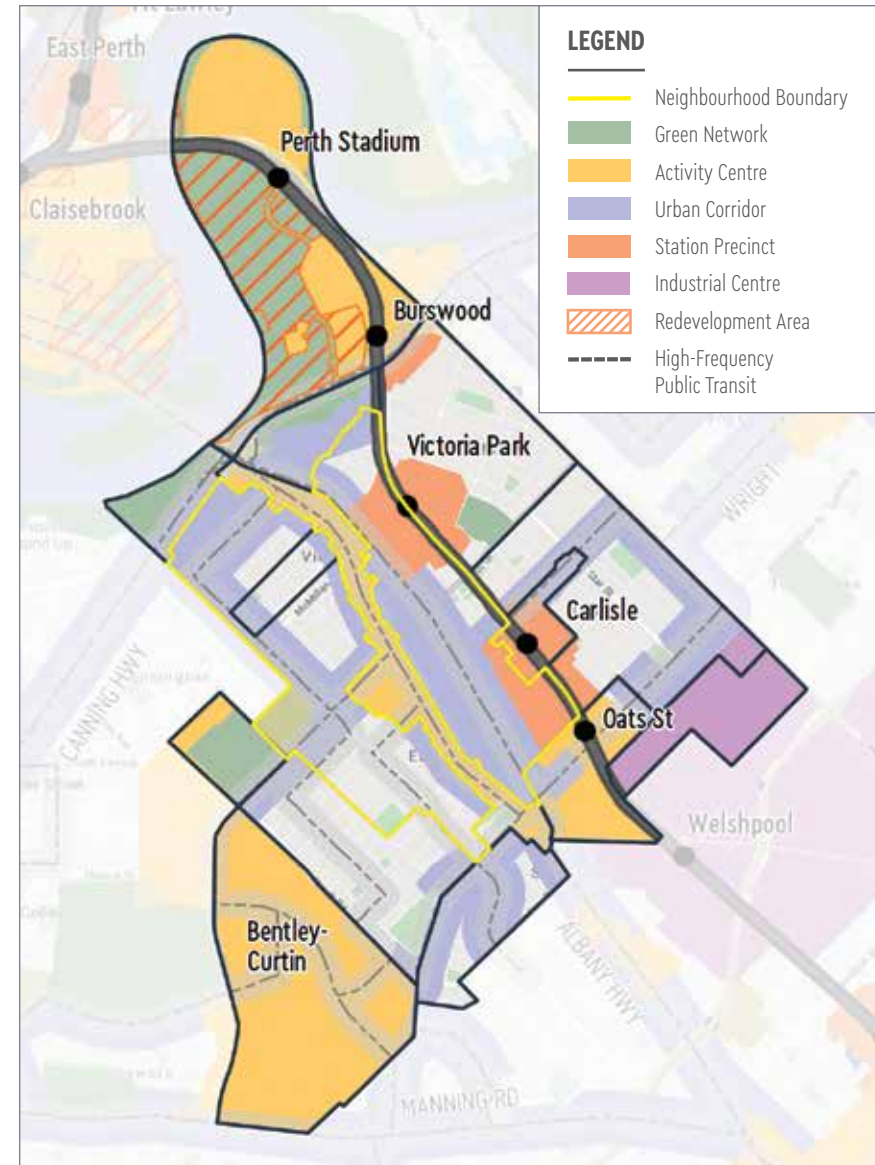 LEGEND
Neighbourhood Boundary
Green Network
Activity Centre
Urban Corridor
Station Precinct
Industrial Centre
Redevelopment Area
High-Frequency
Public Transit
East Perth
Perth Stadium
Claisebrook
Burswood
Victoria Park
WRIGHT
Carlisle
CANNING HWY
Oats St
Welshpool
Bentley-
Curtin
ALBANY HWY
MANNING RD